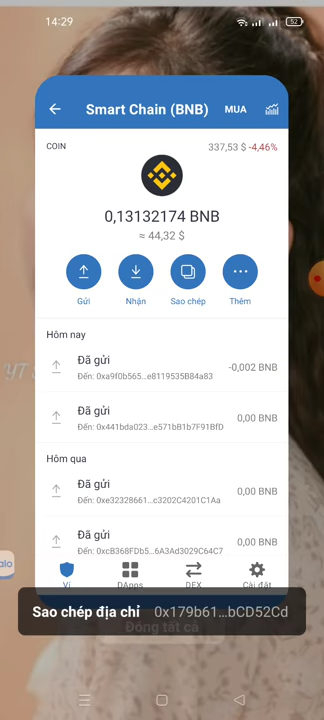 14:29
52
Smart Chain (BNB)
MUA
COIN
337,53 $ -4,46%
0,13132174 BNB
≈ 44,32 $
Gửi
Nhận
Sao chép
Thêm
Hôm nay
Đã gửi
-0,002 BNB
Đến: 0xa9f0b565...e8119535B84a83
Đã gửi
0,00 BNB
Đến: 0x441bda023...e571bB1b7F91BfD
Hôm qua
Đã gửi
0,00 BNB
Đến: 0xe32328661...c3202C4201C1Aa
Đã gửi
0,00 BNB
Đến: 0xcB368FDb5...6A3Ad3029C64C7
Ví
DApps
DEX
Cài đặt
Sao chép địa chỉ 0x179b61...bCD52Cd
Đóng tất cả
alo